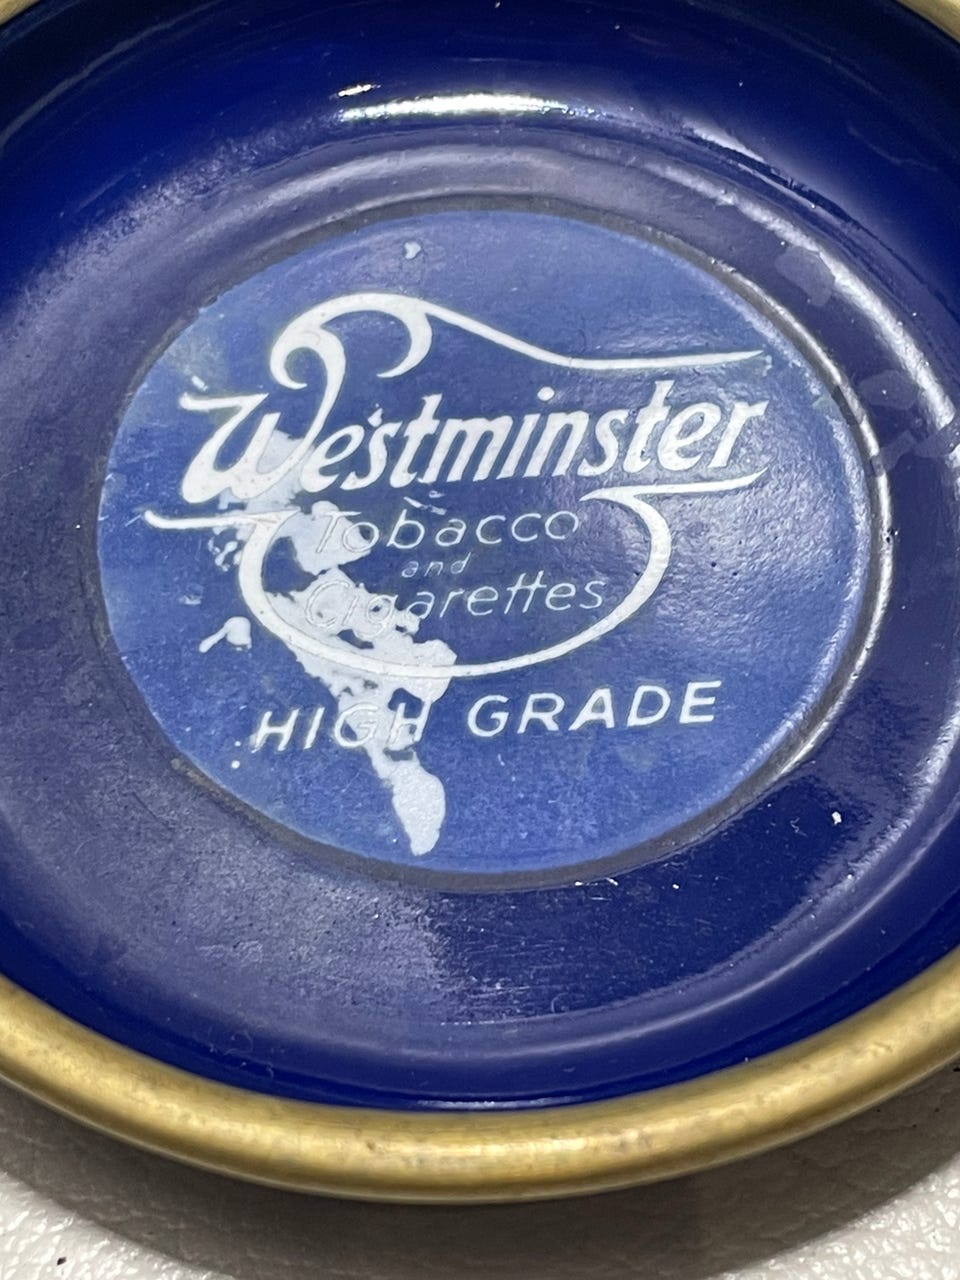 Westminster
Tobacco
and
Cigarettes
HIGH GRADE